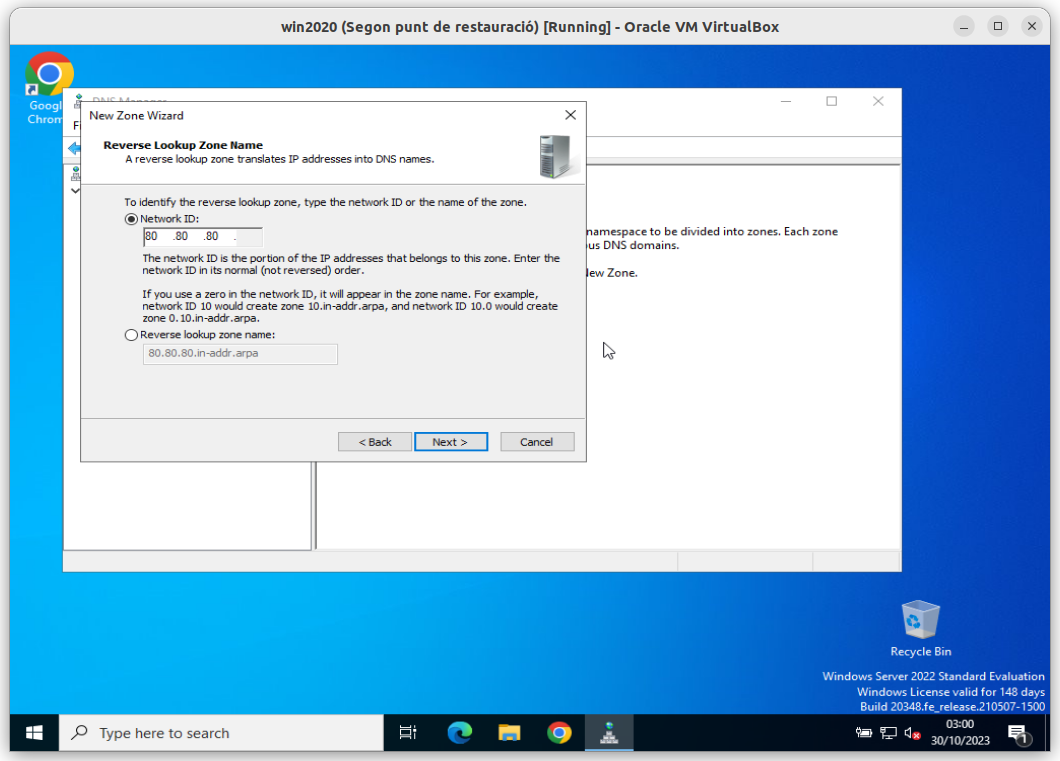 win2020 (Segon punt de restauració) [Running] - Oracle VM VirtualBox
Googl
Chrom
New Zone Wizard
Reverse Lookup Zone Name
A reverse lookup zone translates IP addresses into DNS names.
To identify the reverse lookup zone, type the network ID or the name of the zone.
Network ID:
80 .80 .80 .
The network ID is the portion of the IP addresses that belongs to this zone. Enter the
network ID in its normal (not reversed) order.
If you use a zero in the network ID, it will appear in the zone name. For example,
network ID 10 would create zone 10.in-addr.arpa, and network ID 10.0 would create
zone 0.10.in-addr.arpa.
Reverse lookup zone name:
80.80.80.in-addr.arpa
< Back
Next >
Cancel
namespace to be divided into zones. Each zone
us DNS domains.
New Zone.
Recycle Bin
Windows Server 2022 Standard Evaluation
Windows License valid for 148 days
Build 20348.fe_release.210507-1500
Type here to search
03:00
30/10/2023
1